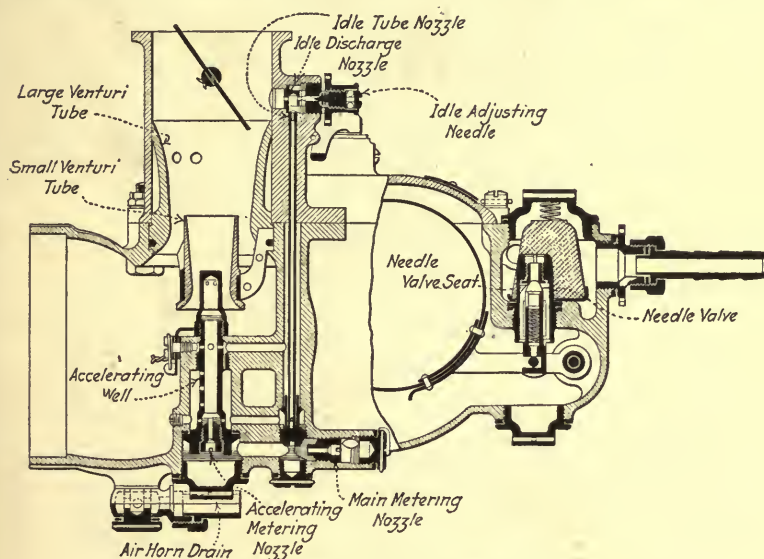 Idle Tube Nozzle
Idle Discharge
Nozzle
Large Venturi
Tube
Idle Adjusting
Needle
Small Venturi
Tube
Needle
Valve Seat
Needle Valve
Accelerating
Well
Main Metering
Nozzle
Accelerating
Metering
Nozzle
Air Horn Drain